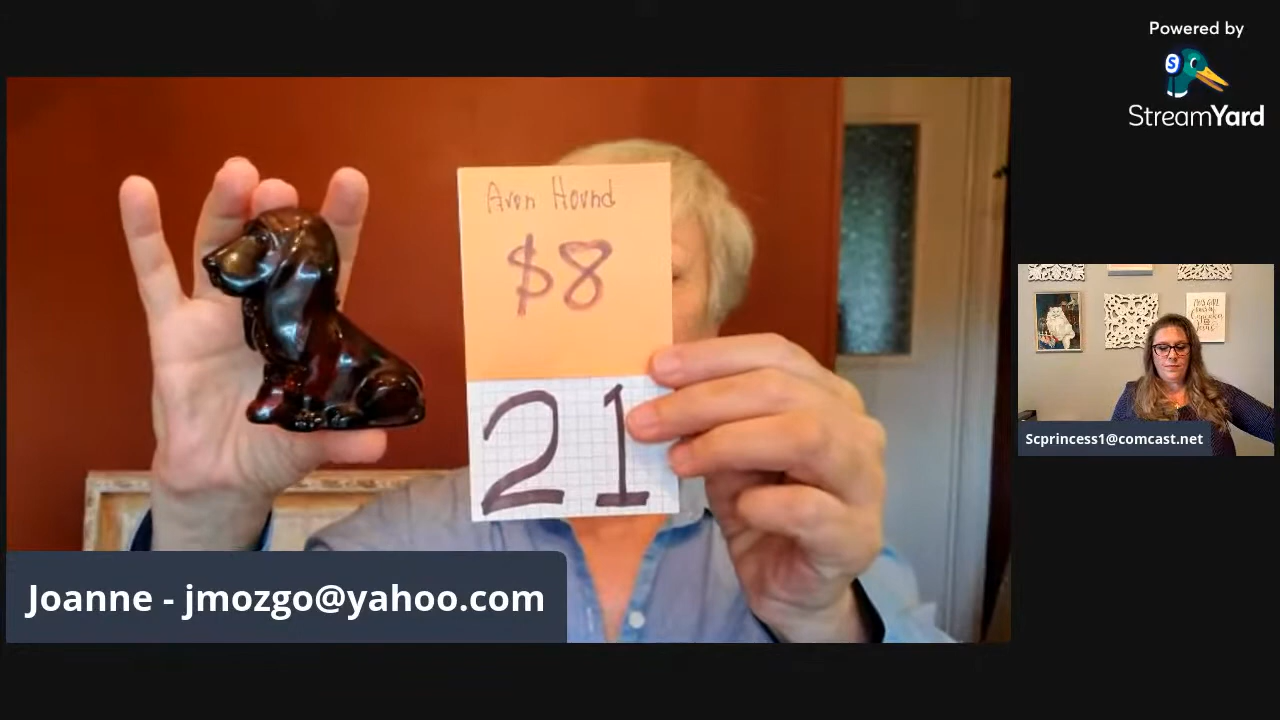 Powered by
S
StreamYard
Avon Hound
$8
21
Scprincess1@comcast.net
Joanne - jmozgo@yahoo.com